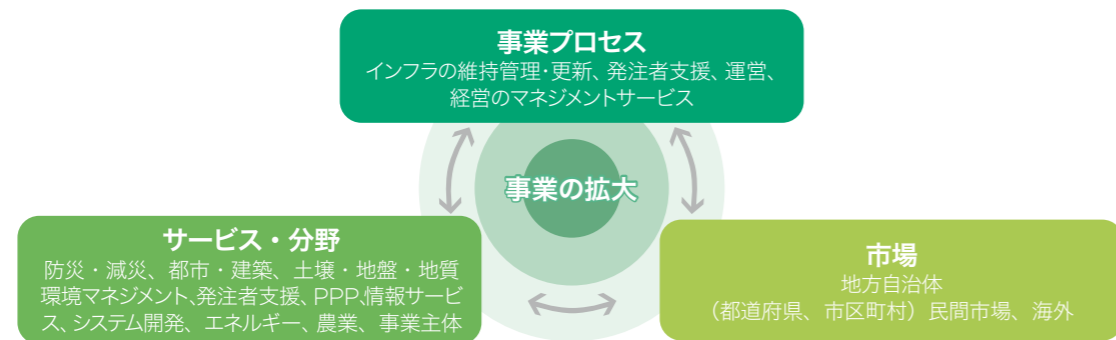 事業プロセス
インフラの維持管理・更新、発注者支援、運営、
経営のマネジメントサービス
事業の拡大
サービス・分野
防災・減災、都市・建築、土壌・地盤・地質
環境マネジメント、発注者支援、PPP、情報サービ
ス、システム開発、エネルギー、農業、事業主体
市場
地方自治体
（都道府県、市区町村）民間市場、海外